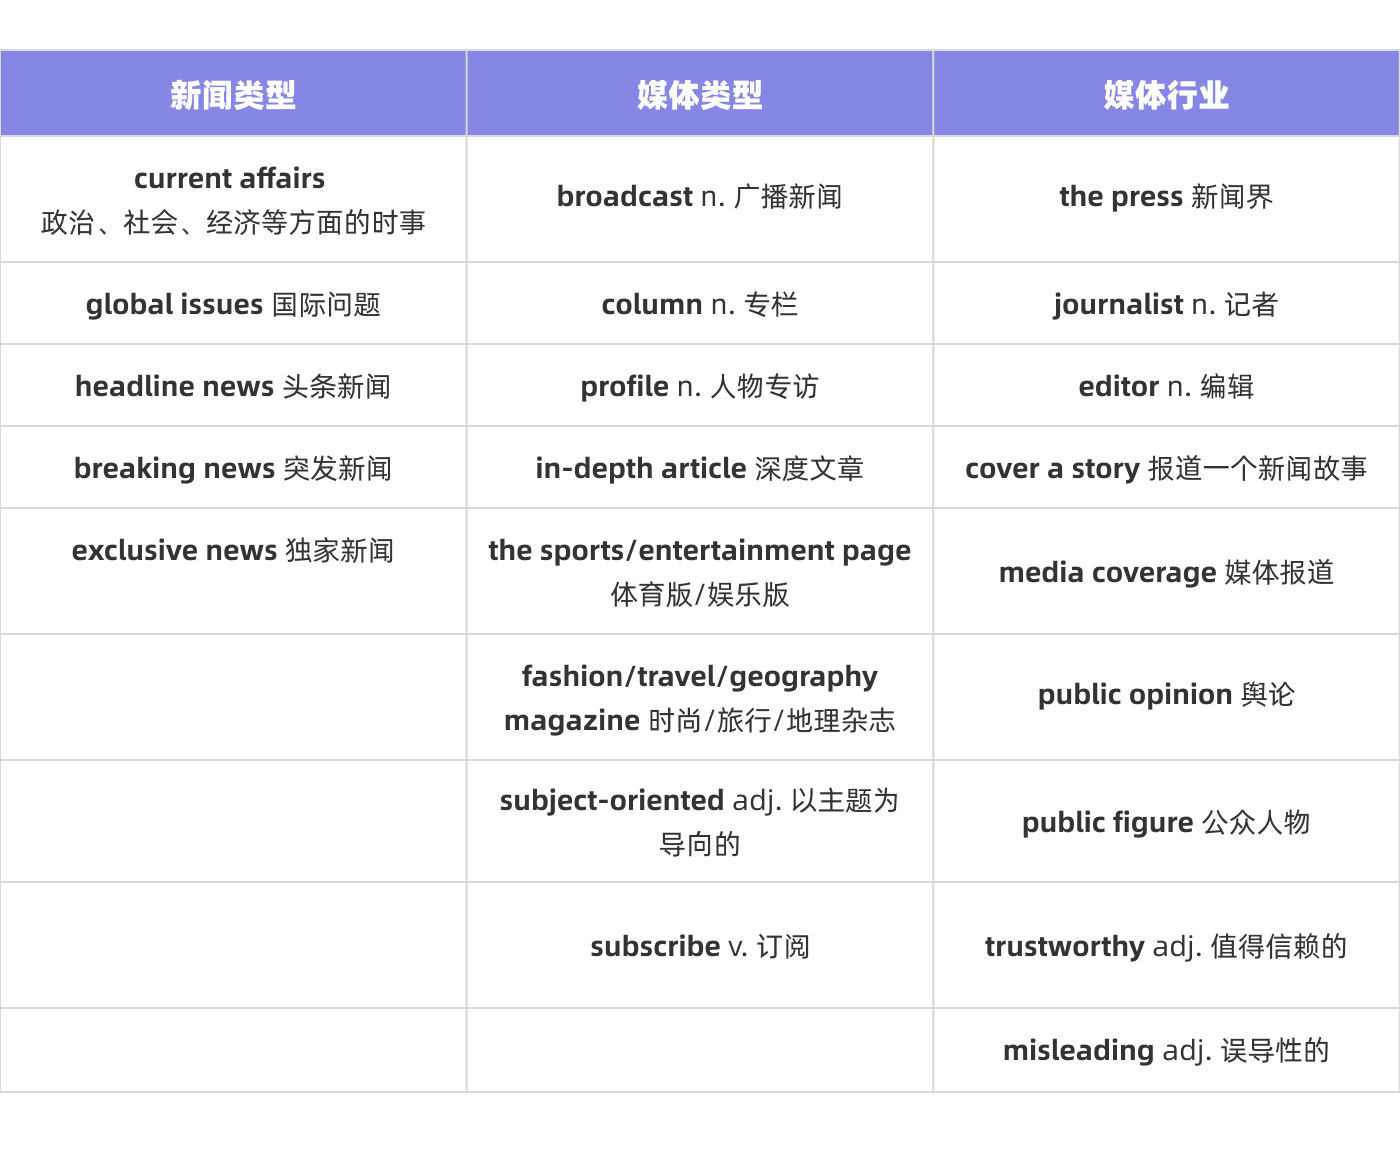 新闻类型 媒体类型 媒体行业
current affairs
政治、社会、经济等方面的时事
broadcast n. 广播新闻
the press 新闻界
global issues 国际问题
column n. 专栏
journalist n. 记者
headline news 头条新闻
profile n. 人物专访
editor n. 编辑
breaking news 突发新闻
in-depth article 深度文章
cover a story 报道一个新闻故事
exclusive news 独家新闻
the sports/entertainment page
体育版/娱乐版
media coverage 媒体报道
fashion/travel/geography
magazine 时尚/旅行/地理杂志
public opinion 舆论
subject-oriented adj. 以主题为
导向的
public figure 公众人物
subscribe v. 订阅
trustworthy adj. 值得信赖的
misleading adj. 误导性的